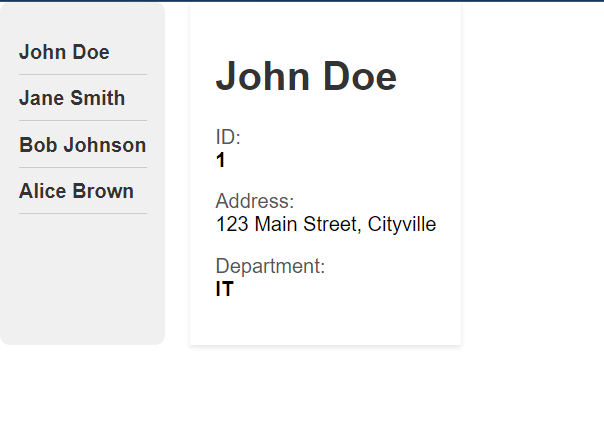 John Doe
Jane Smith
Bob Johnson
Alice Brown
John Doe
ID:
1
Address:
123 Main Street, Cityville
Department:
IT